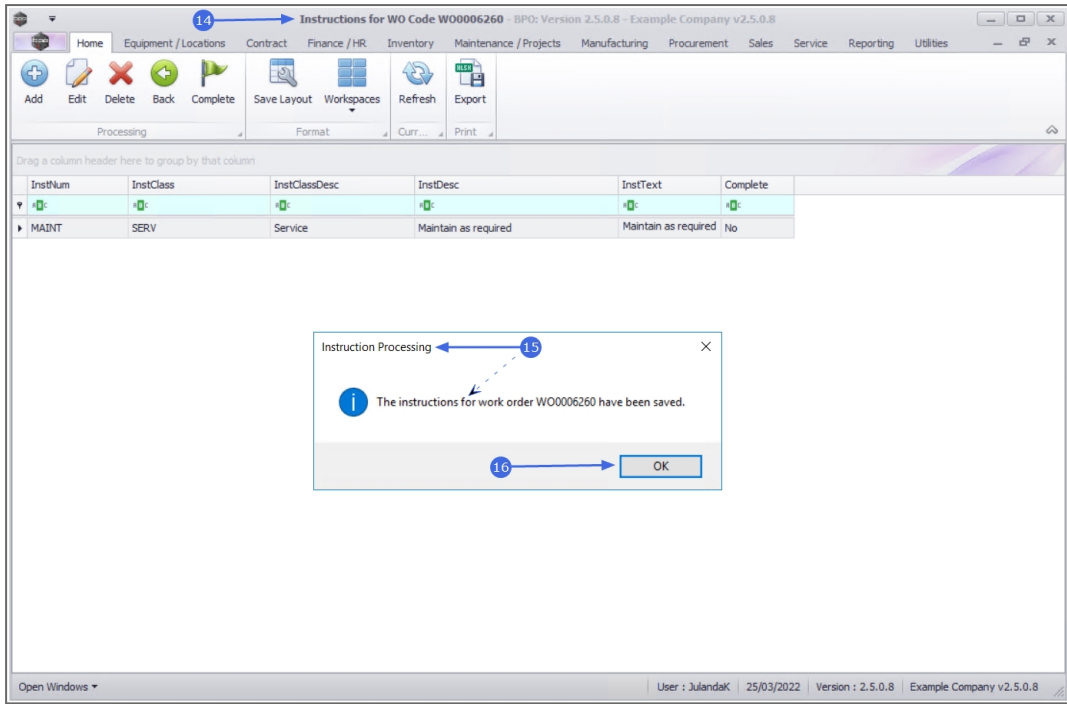 14
Instructions for WO Code WO0006260 - BPO: Version 2.5.0.8 - Example Company v2.5.0.8
Home Equipment / Locations Contract Finance / HR Inventory Maintenance / Projects Manufacturing Procurement Sales Service Reporting Utilities
XLSX
Add Edit Delete Back Complete Save Layout Workspaces Refresh Export
Processing Format Curr... Print
Drag a column header here to group by that column
InstNum InstClass InstClassDesc InstDesc InstText Complete
MAINT SERV Service Maintain as required Maintain as required No
Instruction Processing 15
The instructions for work order WO0006260 have been saved.
16 OK
Open Windows User : JulandaK 25/03/2022 Version : 2.5.0.8 Example Company v2.5.0.8